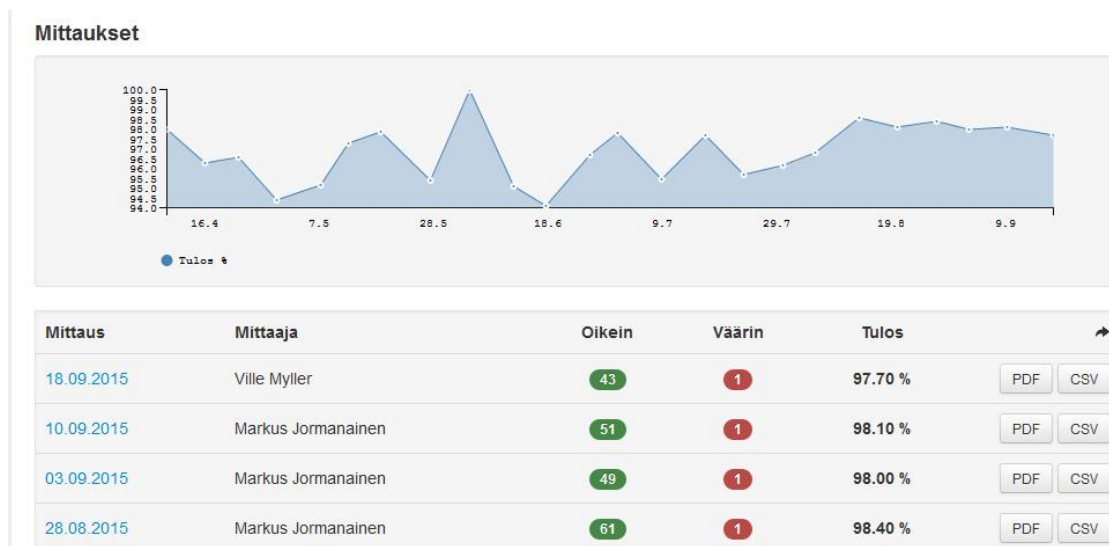 Mittaukset
100.0
99.5
99.0
98.5
98.0
97.5
97.0
96.5
96.0
95.5
95.0
94.5
94.0
16.4 7.5 28.5 18.6 9.7 29.7 19.8 9.9
Tulos %
Mittaus Mittaaja Oikein Väärin Tulos
18.09.2015 Ville Myller 43 1 97.70 % PDF CSV
10.09.2015 Markus Jormanainen 51 1 98.10 % PDF CSV
03.09.2015 Markus Jormanainen 49 1 98.00 % PDF CSV
28.08.2015 Markus Jormanainen 61 1 98.40 % PDF CSV